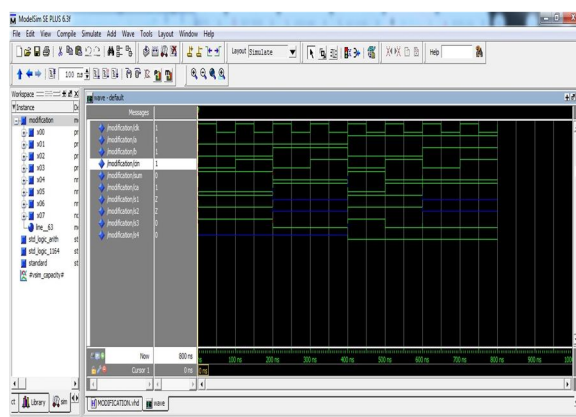 ModelSim SE PLUS 6.3f
File Edit View Compile Simulate Add Wave Tools Layout Window Help
Layout Simulate
Help
100 ns
Workspace
wave - default
Instance
Messages
modification
x00
x01
x02
x03
x04
x05
x06
x07
line__63
std_logic_arith
std_logic_1164
standard
#vsim_capacity#
/modification/clk 1
/modification/a 1
/modification/b 1
/modification/cin 1
/modification/sum 0
/modification/ca 1
/modification/s1 Z
/modification/s2 Z
/modification/s3 0
/modification/s4 0
Now 800 ns
Cursor 1 0 ns
100 ns 200 ns 300 ns 400 ns 500 ns 600 ns 700 ns 800 ns 900 ns
0 ns
Library sim
MODIFICATION.vhd wave